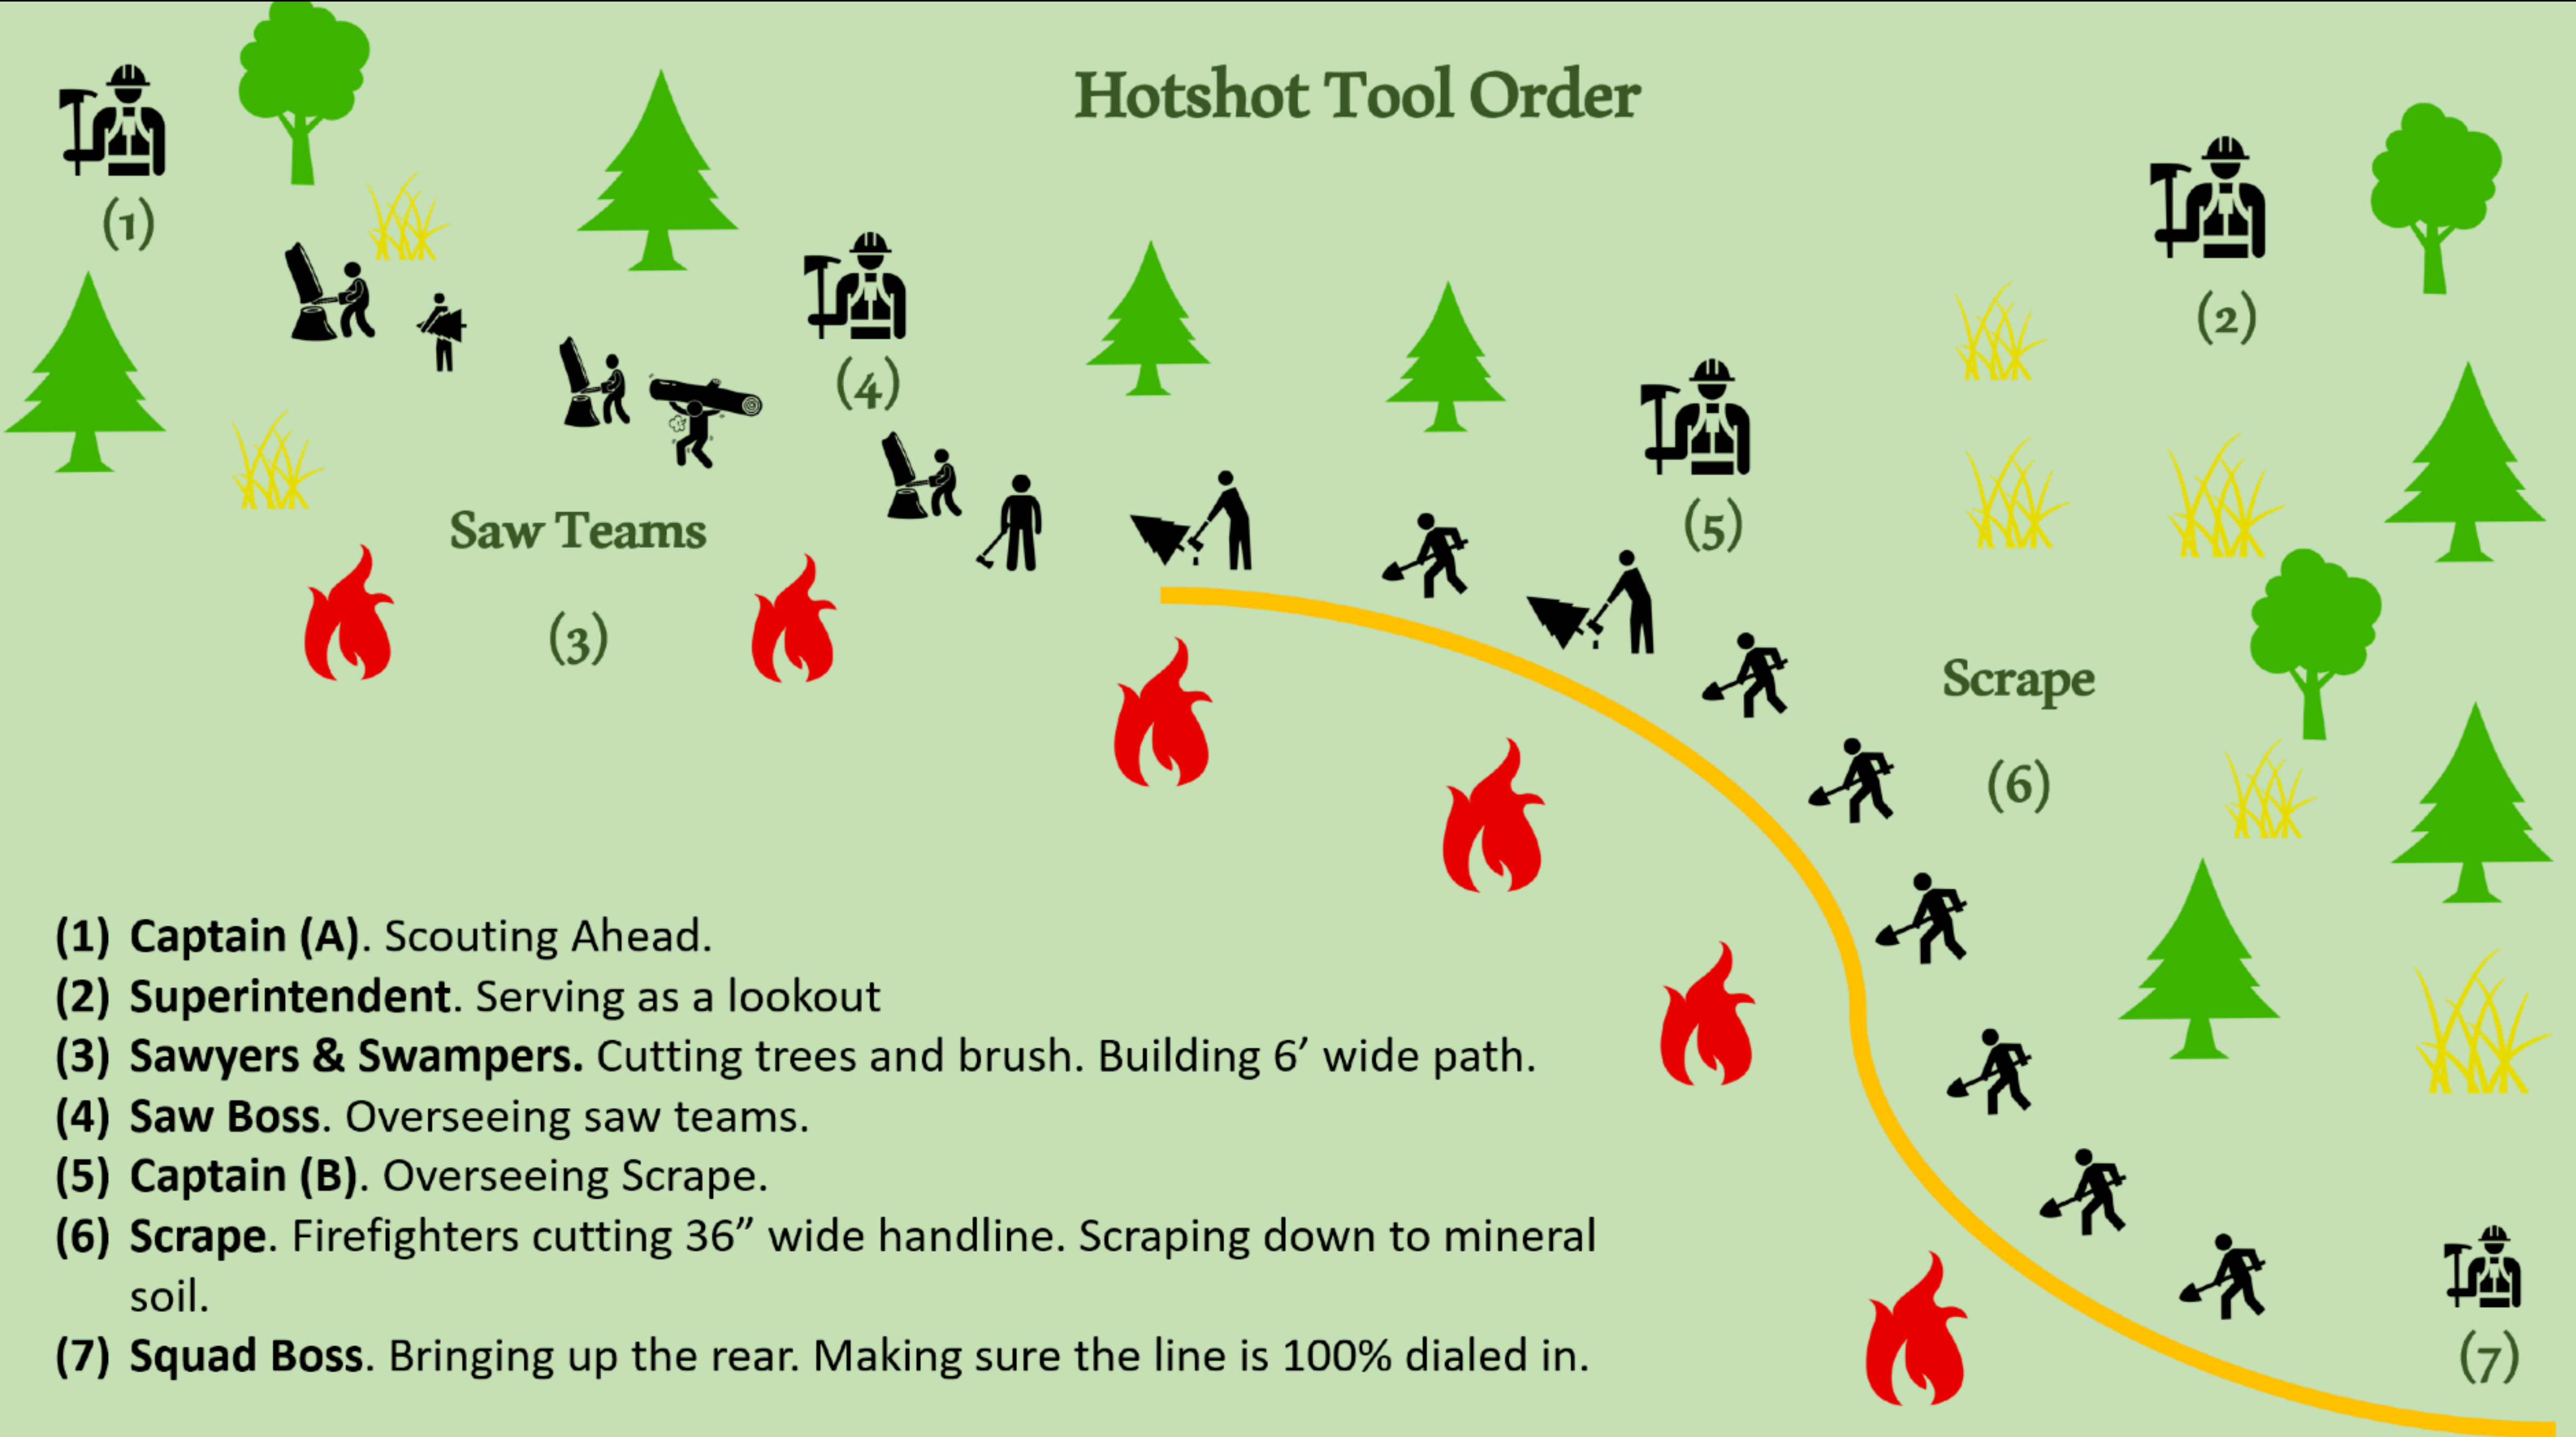 Hotshot Tool Order
(1)
(2)
(4)
(5)
Saw Teams
(3)
Scrape
(6)
(1) Captain (A). Scouting Ahead.
(2) Superintendent. Serving as a lookout
(3) Sawyers & Swampers. Cutting trees and brush. Building 6’ wide path.
(4) Saw Boss. Overseeing saw teams.
(5) Captain (B). Overseeing Scrape.
(6) Scrape. Firefighters cutting 36” wide handline. Scraping down to mineral
soil.
(7) Squad Boss. Bringing up the rear. Making sure the line is 100% dialed in.
(7)